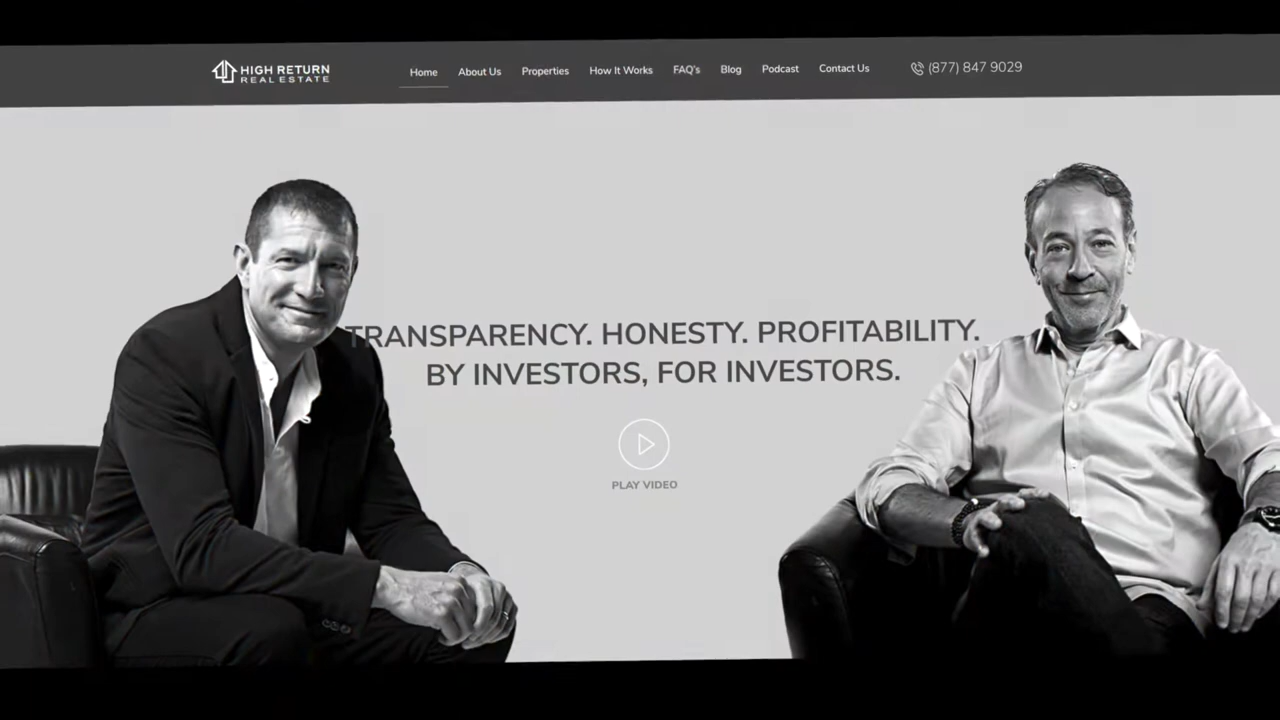 HIGH RETURN
REAL ESTATE
Home About Us Properties How It Works FAQ's Blog Podcast Contact Us (877) 847 9029
TRANSPARENCY. HONESTY. PROFITABILITY.
BY INVESTORS, FOR INVESTORS.
PLAY VIDEO